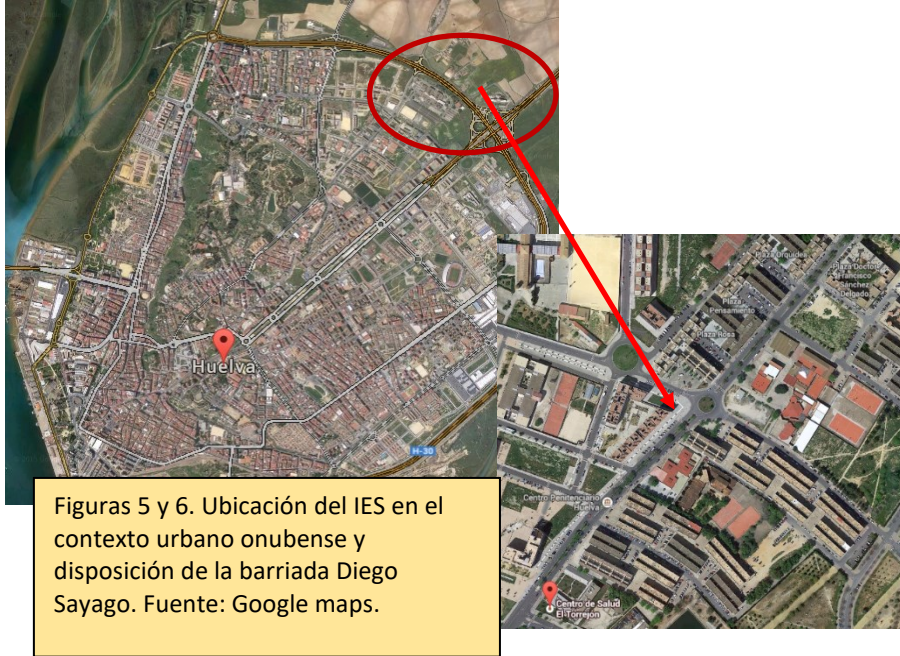 Huelva
H-30
Plaza Orquidea
Plaza Doctor
Francisco
Sánchez
Delgado
Plaza
Pensamiento
Plaza Rosa
Centro Penitenciario
Huelva
Centro de Salud
El Torrejón
Figuras 5 y 6. Ubicación del IES en el
contexto urbano onubense y
disposición de la barriada Diego
Sayago. Fuente: Google maps.